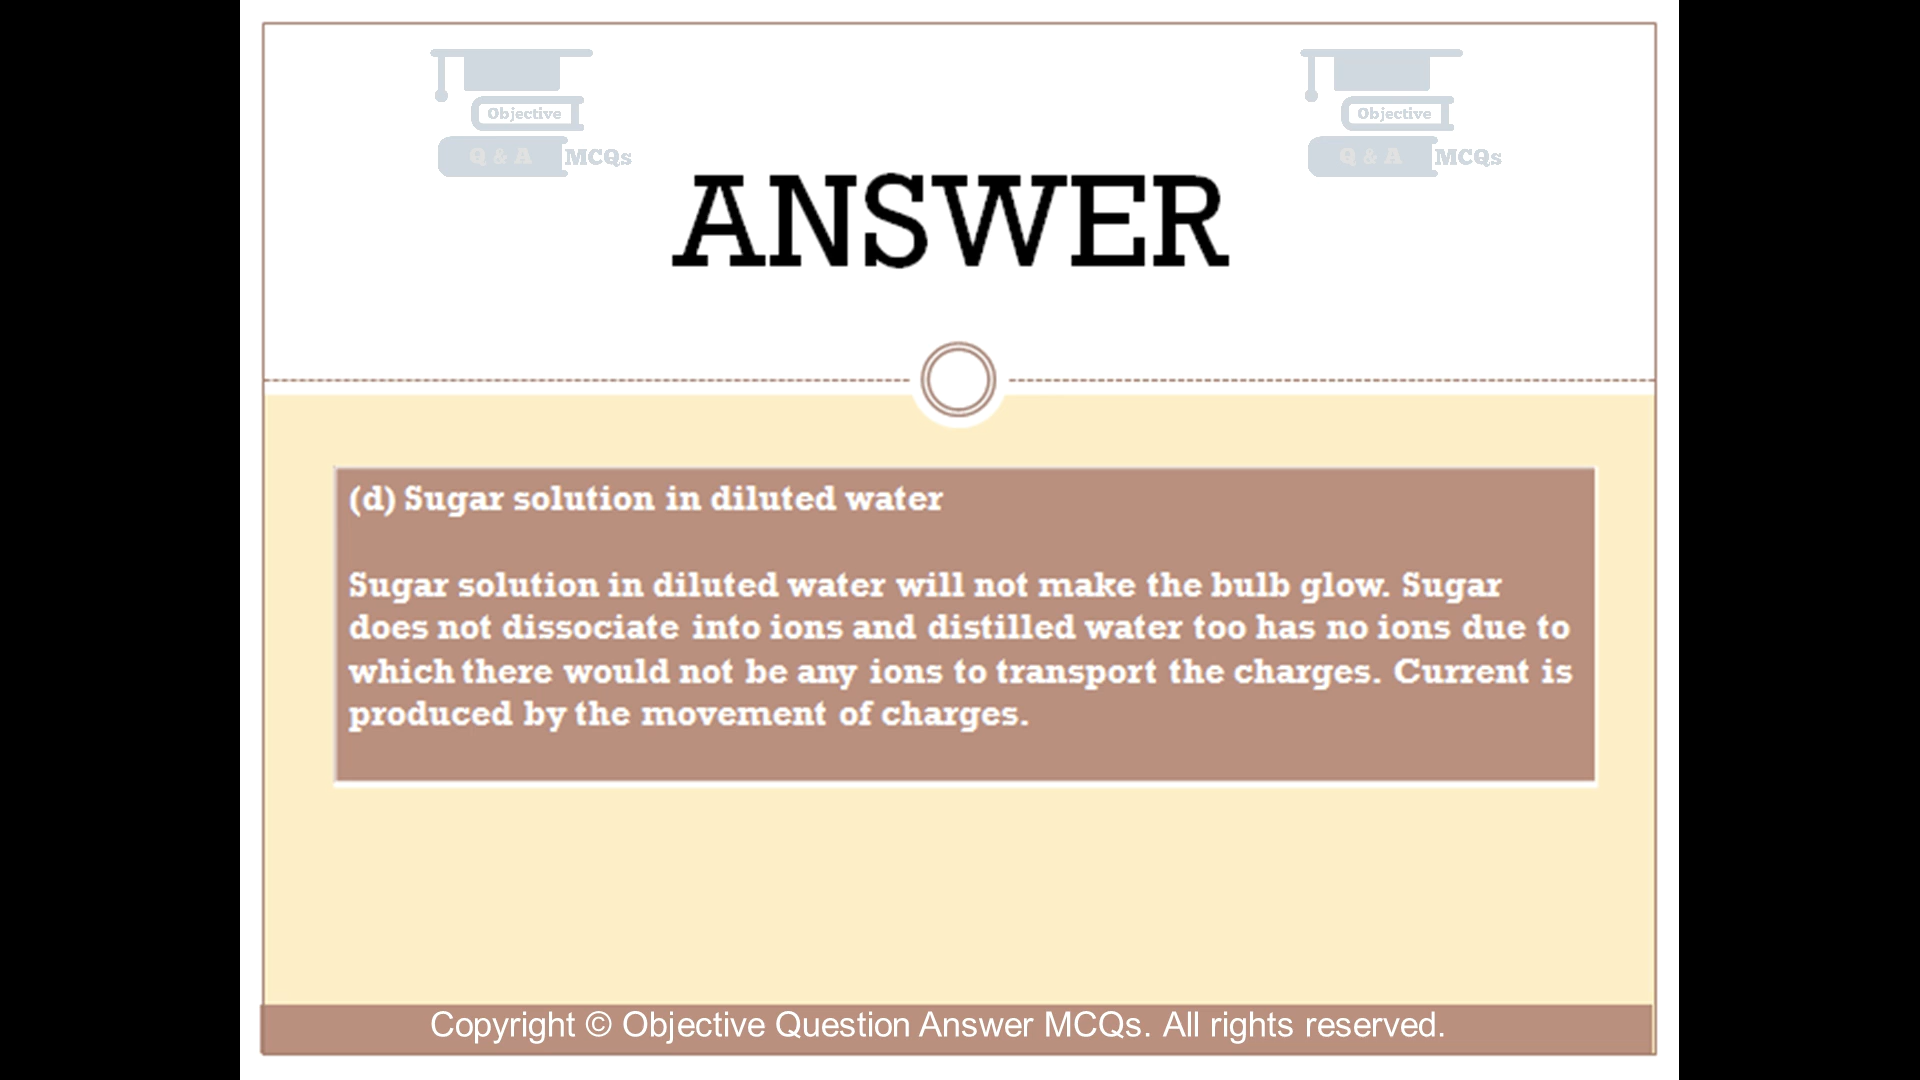 Objective
Q & A MCQs
Objective
Q & A MCQs
ANSWER
(d) Sugar solution in diluted water
Sugar solution in diluted water will not make the bulb glow. Sugar
does not dissociate into ions and distilled water too has no ions due to
which there would not be any ions to transport the charges. Current is
produced by the movement of charges.
Copyright © Objective Question Answer MCQs. All rights reserved.